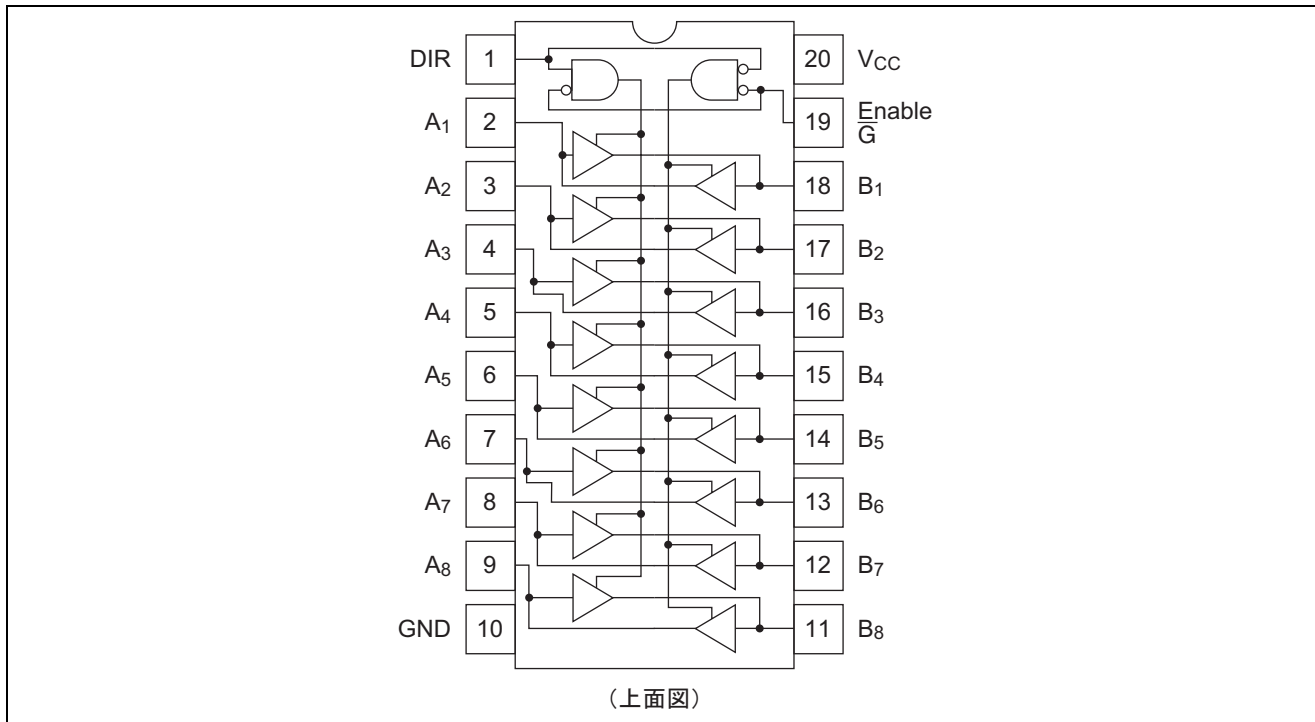 DIR 1 20 VCC
A1 2 19 Enable G̅
A2 3 18 B1
A3 4 17 B2
A4 5 16 B3
A5 6 15 B4
A6 7 14 B5
A7 8 13 B6
A8 9 12 B7
GND 10 11 B8
(上面図)